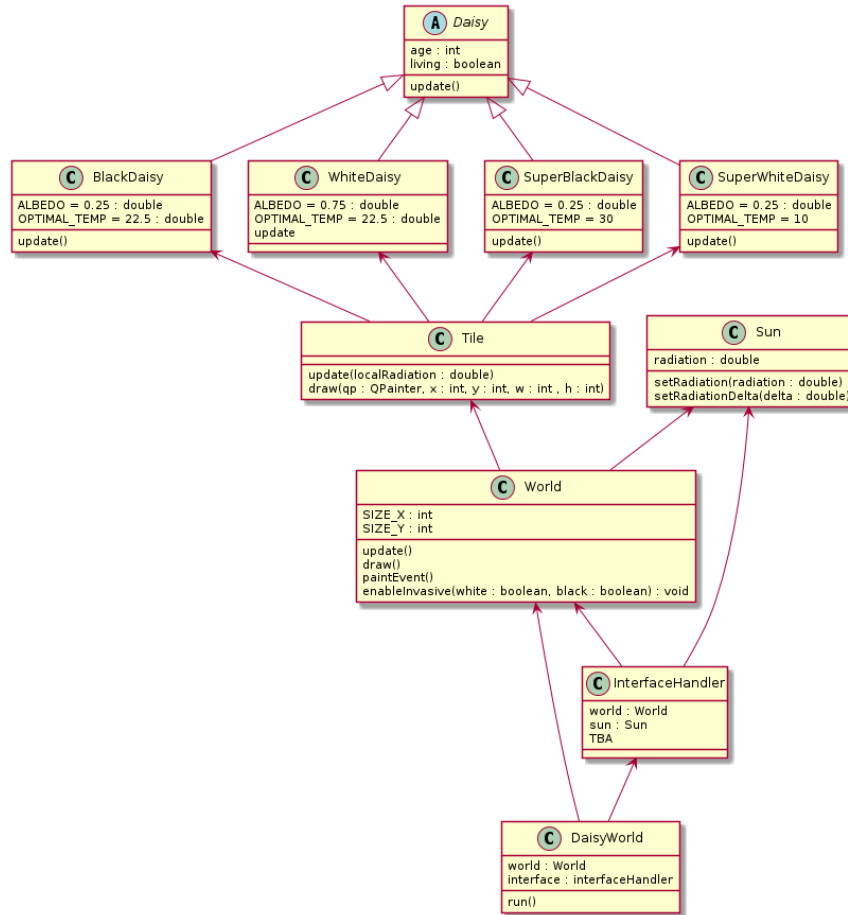 A Daisy
age : int
living : boolean
update()
C BlackDaisy
ALBEDO = 0.25 : double
OPTIMAL_TEMP = 22.5 : double
update()
C WhiteDaisy
ALBEDO = 0.75 : double
OPTIMAL_TEMP = 22.5 : double
update
C SuperBlackDaisy
ALBEDO = 0.25 : double
OPTIMAL_TEMP = 30
update()
C SuperWhiteDaisy
ALBEDO = 0.25 : double
OPTIMAL_TEMP = 10
update()
C Tile
update(localRadiation : double)
draw(qp : QPainter, x : int, y : int, w : int , h : int)
C Sun
radiation : double
setRadiation(radiation : double)
setRadiationDelta(delta : double)
C World
SIZE_X : int
SIZE_Y : int
update()
draw()
paintEvent()
enableInvasive(white : boolean, black : boolean) : void
C InterfaceHandler
world : World
sun : Sun
TBA
C DaisyWorld
world : World
interface : interfaceHandler
run()